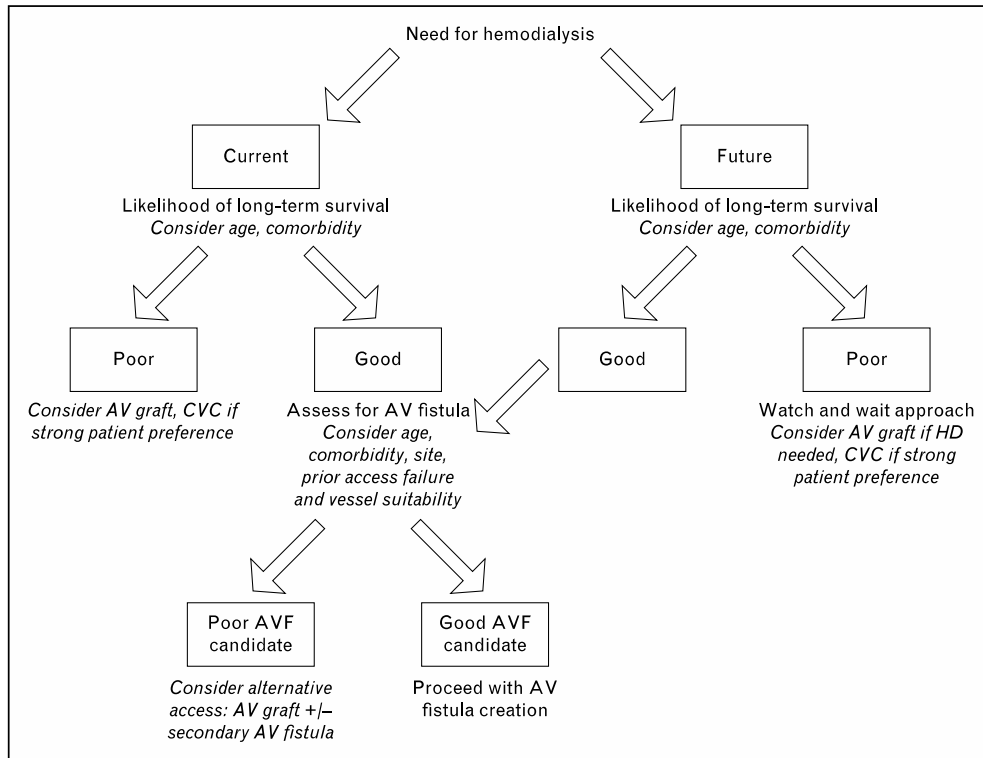 Need for hemodialysis
Current
Future
Likelihood of long-term survival
Consider age, comorbidity
Likelihood of long-term survival
Consider age, comorbidity
Poor
Good
Good
Poor
Consider AV graft, CVC if
strong patient preference
Assess for AV fistula
Consider age,
comorbidity, site,
prior access failure
and vessel suitability
Watch and wait approach
Consider AV graft if HD
needed, CVC if strong
patient preference
Poor AVF
candidate
Good AVF
candidate
Consider alternative
access: AV graft +/–
secondary AV fistula
Proceed with AV
fistula creation